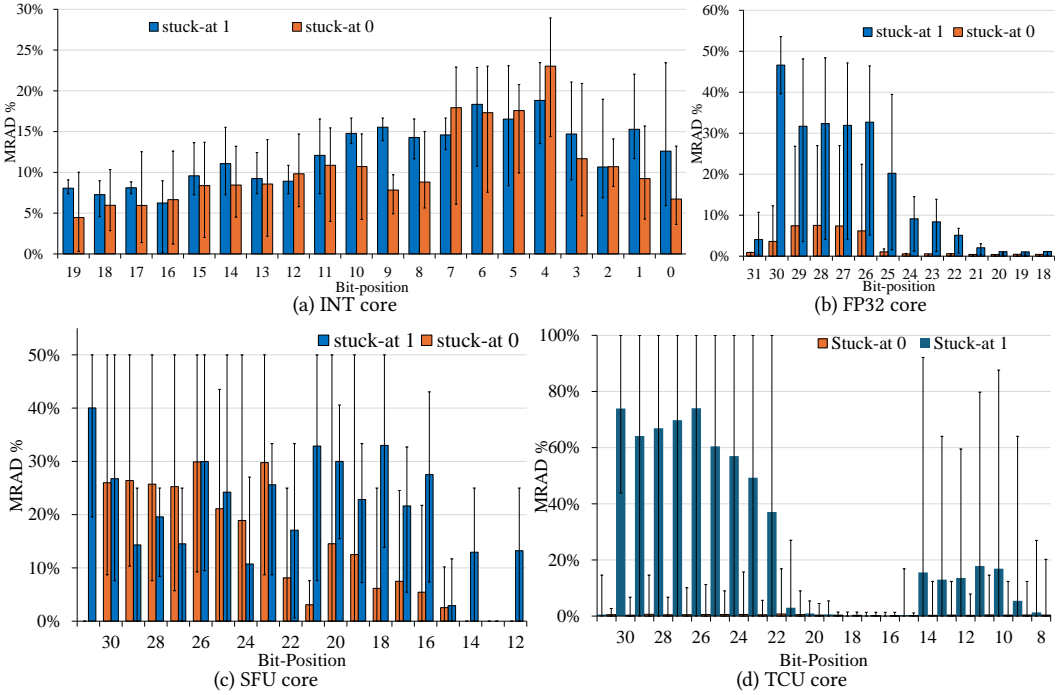 30%
25%
20%
15%
10%
5%
0%
MRAD %
stuck-at 1
stuck-at 0
19 18 17 16 15 14 13 12 11 10 9 8 7 6 5 4 3 2 1 0
Bit-position
(a) INT core
60%
50%
40%
30%
20%
10%
0%
MRAD %
stuck-at 1
stuck-at 0
31 30 29 28 27 26 25 24 23 22 21 20 19 18
Bit-position
(b) FP32 core
50%
40%
30%
20%
10%
0%
MRAD %
stuck-at 1
stuck-at 0
30 28 26 24 22 20 18 16 14 12
Bit-Position
(c) SFU core
100%
80%
60%
40%
20%
0%
MRAD %
Stuck-at 0
Stuck-at 1
30 28 26 24 22 20 18 16 14 12 10 8
Bit-Position
(d) TCU core